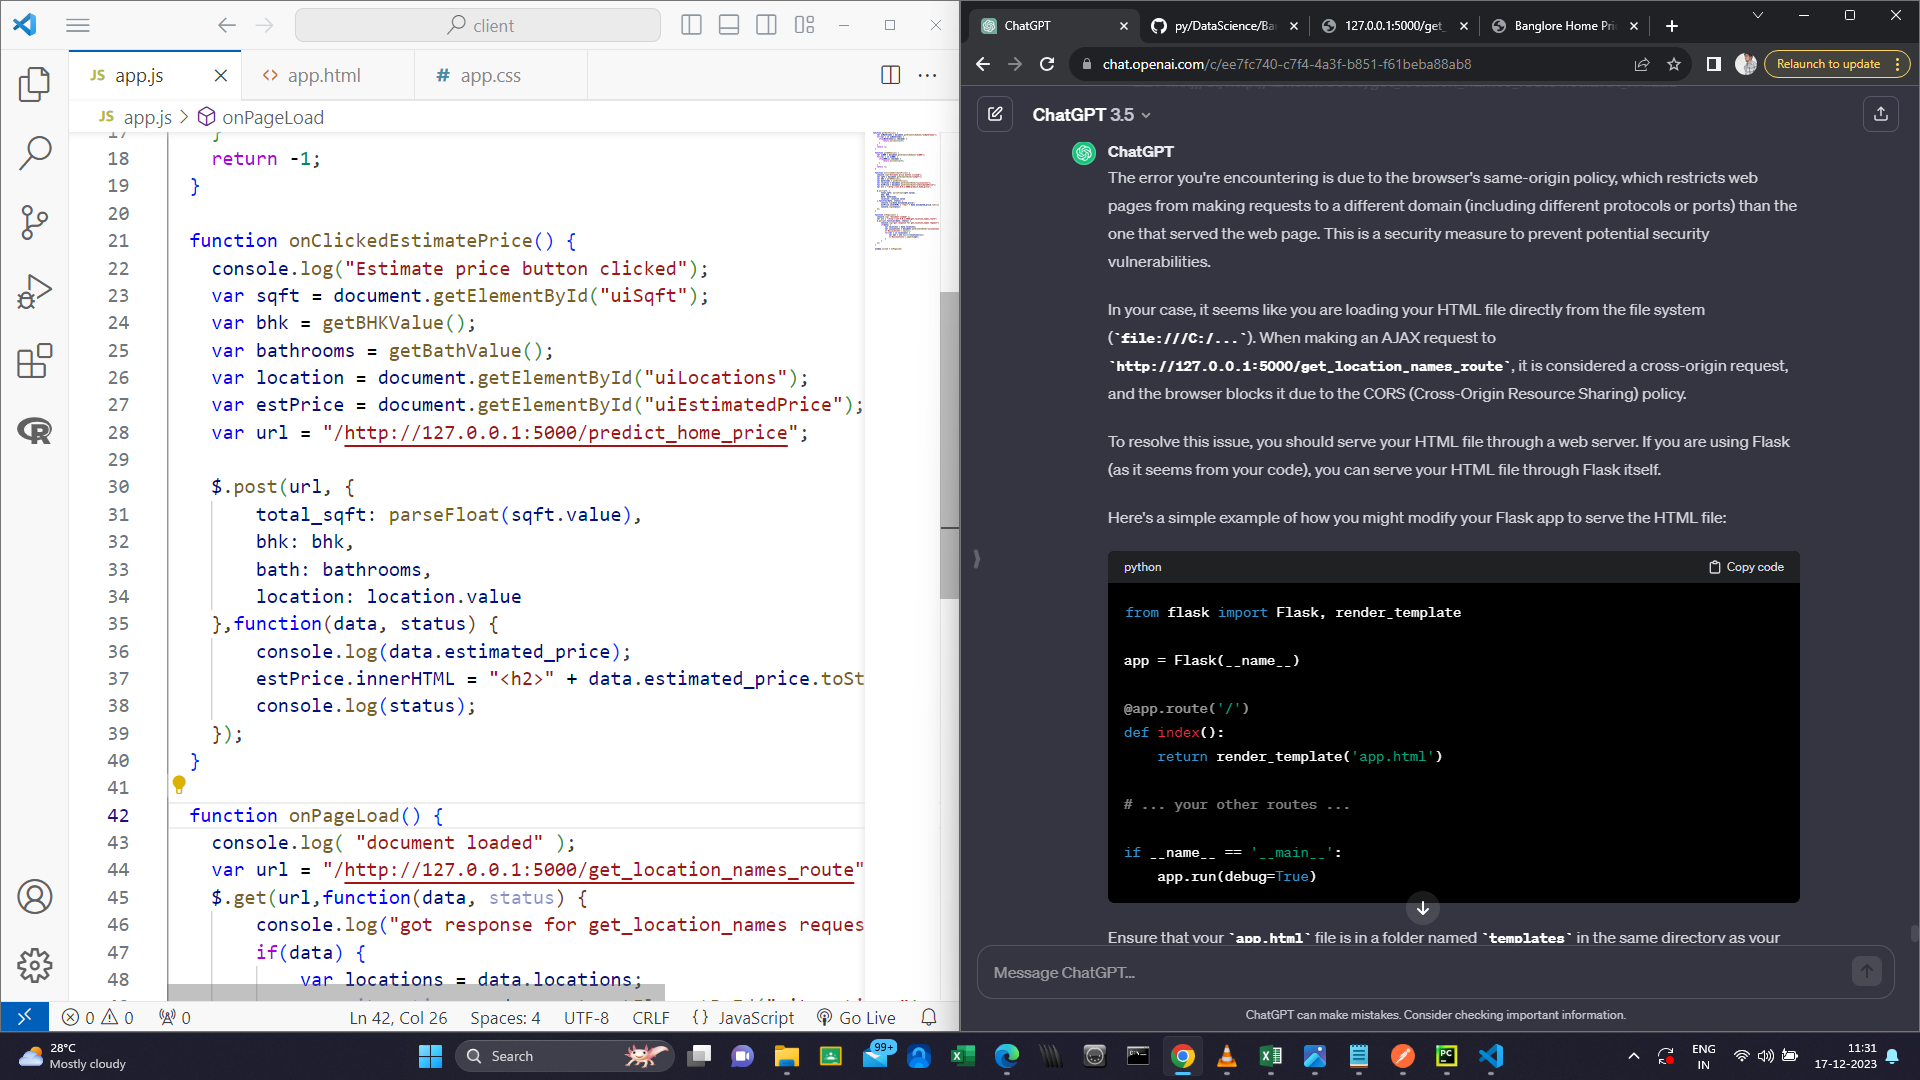 client
JS app.js
<> app.html
# app.css
JS app.js > onPageLoad
17 }
18 return -1;
19 }
20
21 function onClickedEstimatePrice() {
22 console.log("Estimate price button clicked");
23 var sqft = document.getElementById("uiSqft");
24 var bhk = getBHKValue();
25 var bathrooms = getBathValue();
26 var location = document.getElementById("uiLocations");
27 var estPrice = document.getElementById("uiEstimatedPrice");
28 var url = "/http://127.0.0.1:5000/predict_home_price";
29
30 $.post(url, {
31 total_sqft: parseFloat(sqft.value),
32 bhk: bhk,
33 bath: bathrooms,
34 location: location.value
35 },function(data, status) {
36 console.log(data.estimated_price);
37 estPrice.innerHTML = "<h2>" + data.estimated_price.toSt
38 console.log(status);
39 });
40 }
41
42 function onPageLoad() {
43 console.log( "document loaded" );
44 var url = "/http://127.0.0.1:5000/get_location_names_route"
45 $.get(url,function(data, status) {
46 console.log("got response for get_location_names reques
47 if(data) {
48 var locations = data.locations;
0 0 0
Ln 42, Col 26 Spaces: 4 UTF-8 CRLF {} JavaScript Go Live
ChatGPT
py/DataScience/Ba
127.0.0.1:5000/get_
Banglore Home Pri
chat.openai.com/c/ee7fc740-c7f4-4a3f-b851-f61beba88ab8
Relaunch to update
ChatGPT 3.5
ChatGPT
The error you're encountering is due to the browser's same-origin policy, which restricts web
pages from making requests to a different domain (including different protocols or ports) than the
one that served the web page. This is a security measure to prevent potential security
vulnerabilities.
In your case, it seems like you are loading your HTML file directly from the file system
(`file:///C:/...`). When making an AJAX request to
`http://127.0.0.1:5000/get_location_names_route`, it is considered a cross-origin request,
and the browser blocks it due to the CORS (Cross-Origin Resource Sharing) policy.
To resolve this issue, you should serve your HTML file through a web server. If you are using Flask
(as it seems from your code), you can serve your HTML file through Flask itself.
Here's a simple example of how you might modify your Flask app to serve the HTML file:
python
Copy code
from flask import Flask, render_template
app = Flask(__name__)
@app.route('/')
def index():
return render_template('app.html')
# ... your other routes ...
if __name__ == '__main__':
app.run(debug=True)
Ensure that your `app.html` file is in a folder named `templates` in the same directory as your
Message ChatGPT...
ChatGPT can make mistakes. Consider checking important information.
28°C
Mostly cloudy
Search
99+
ENG
IN
11:31
17-12-2023